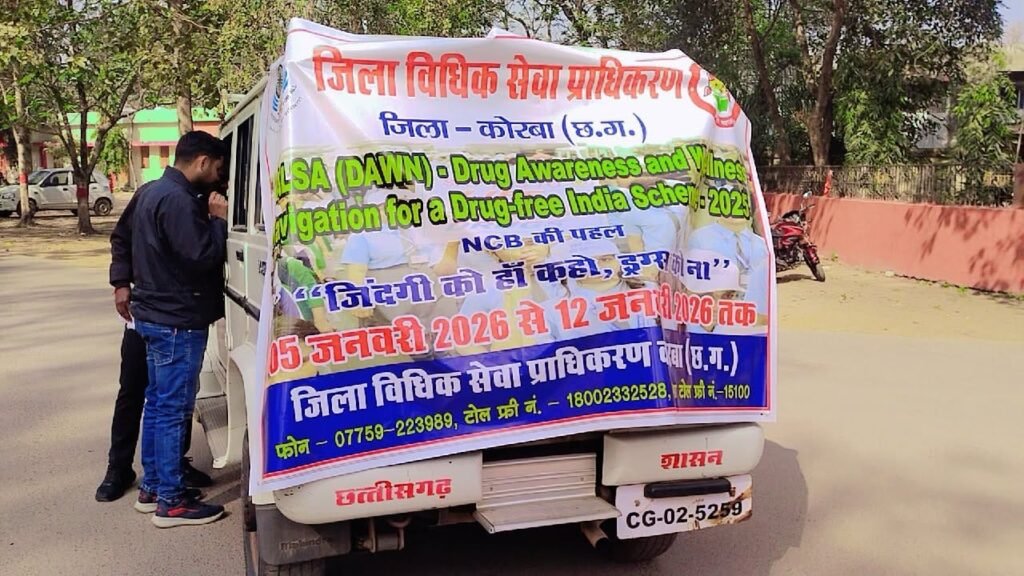 जिला विधिक सेवा प्राधिकरण
जिला – कोरबा (छ.ग.)
(DAWN) - Drug Awareness and
for a Drug-free India 2025
NCB की पहल
“जिंदगी को हाँ कहो, ड्रग्स को ना”
05 जनवरी 2026 से 12 जनवरी 2026 तक
जिला विधिक सेवा प्राधिकरण (छ.ग.)
फोन – 07759-223989, टोल फ्री नं. – 18002332528, टोल फ्री नं.–15100
छत्तीसगढ़
शासन
CG-02-5259